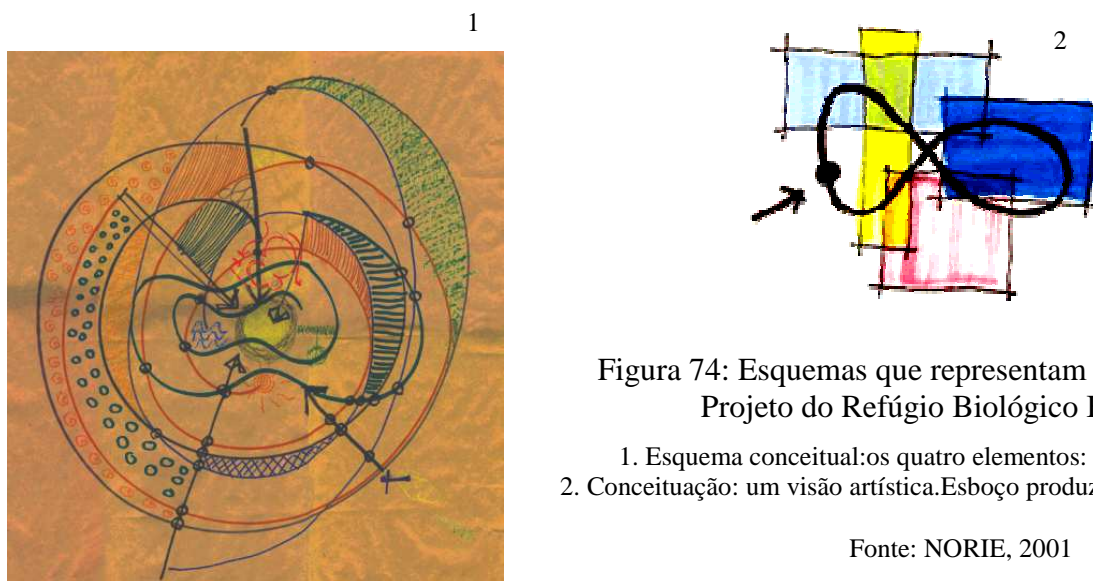 1
2
Figura 74: Esquemas que representam
Projeto do Refúgio Biológico
1. Esquema conceitual:os quatro elementos:
2. Conceituação: um visão artística.Esboço
Fonte: NORIE, 2001